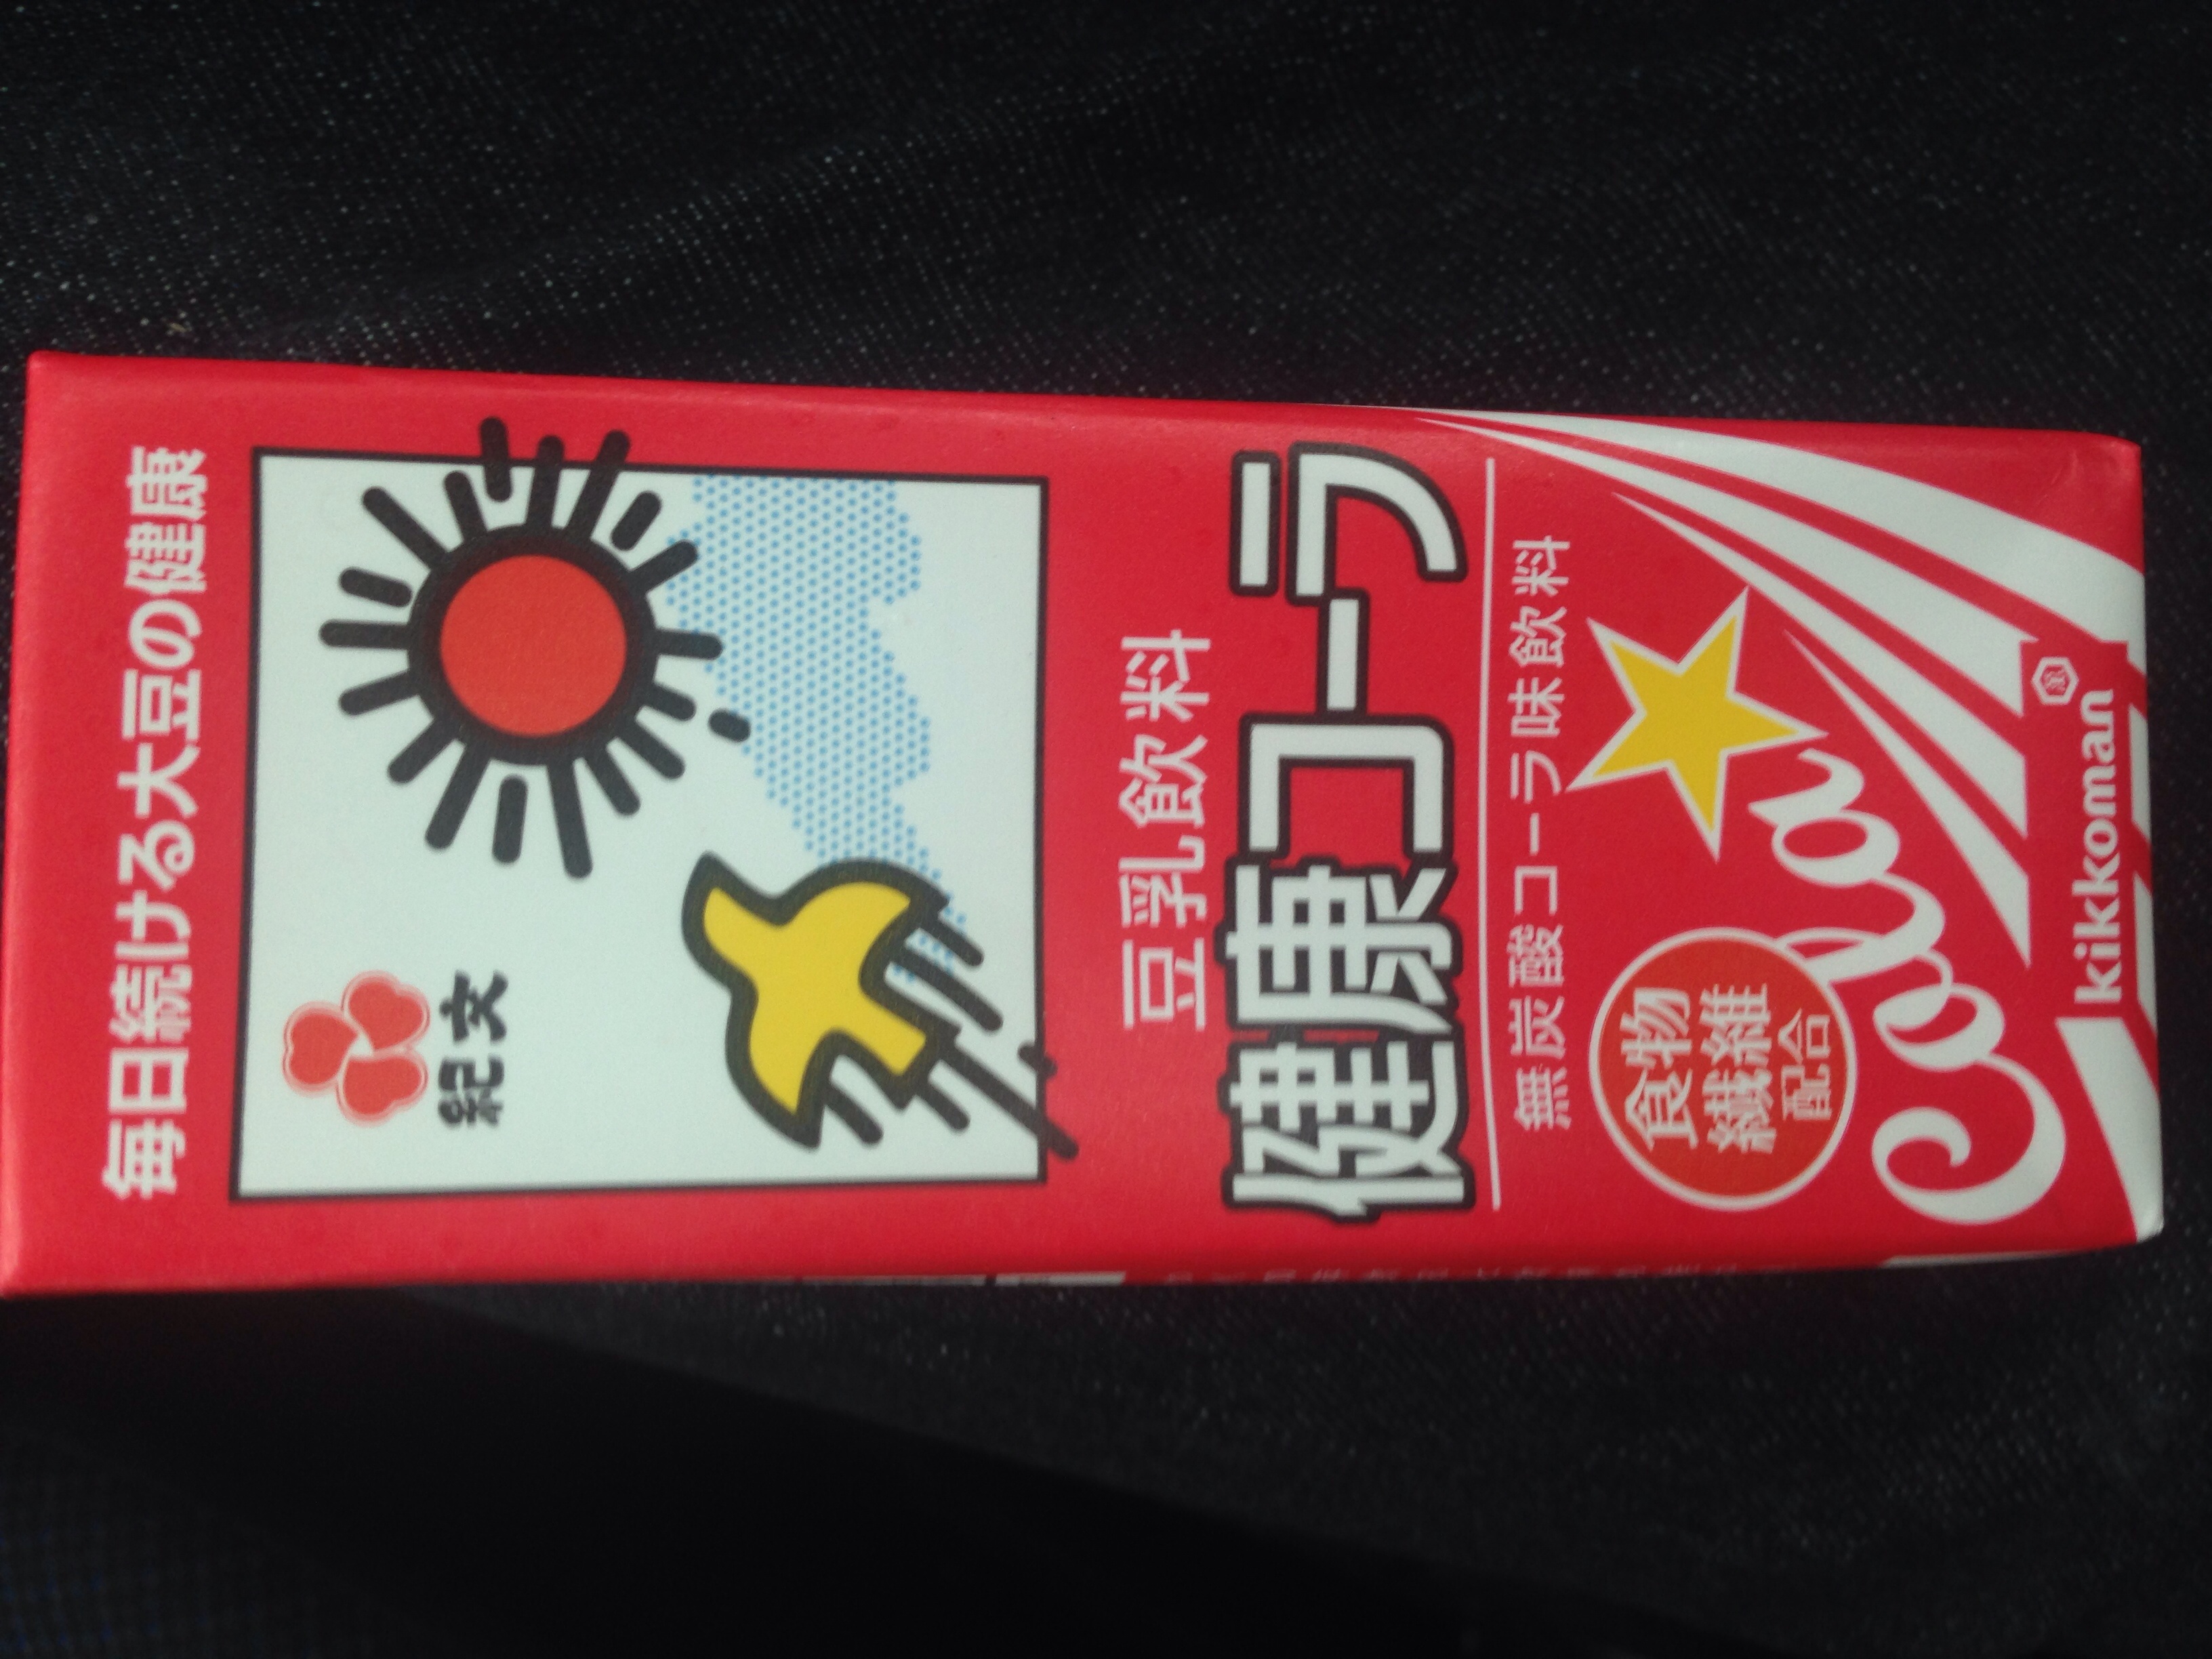 毎日続ける大豆の健康
紀文
豆乳飲料
健康コーラ
無炭酸コーラ味飲料
食物
繊維
配合
Cola
kikkoman